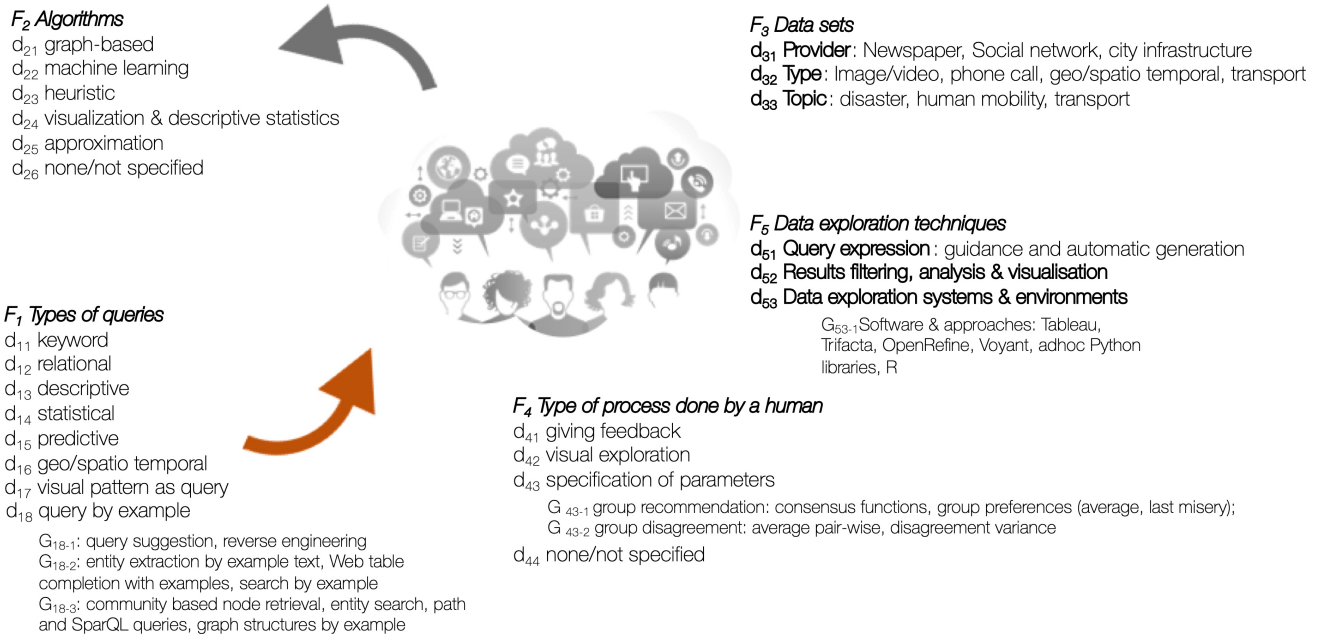 F₂ Algorithms
d₂₁ graph-based
d₂₂ machine learning
d₂₃ heuristic
d₂₄ visualization & descriptive statistics
d₂₅ approximation
d₂₆ none/not specified
F₃ Data sets
d₃₁ Provider: Newspaper, Social network, city infrastructure
d₃₂ Type: Image/video, phone call, geo/spatio temporal, transport
d₃₃ Topic: disaster, human mobility, transport
F₅ Data exploration techniques
d₅₁ Query expression: guidance and automatic generation
d₅₂ Results filtering, analysis & visualisation
d₅₃ Data exploration systems & environments
G₅₃₋₁Software & approaches: Tableau,
Trifacta, OpenRefine, Voyant, adhoc Python
libraries, R
F₁ Types of queries
d₁₁ keyword
d₁₂ relational
d₁₃ descriptive
d₁₄ statistical
d₁₅ predictive
d₁₆ geo/spatio temporal
d₁₇ visual pattern as query
d₁₈ query by example
G₁₈₋₁: query suggestion, reverse engineering
G₁₈₋₂: entity extraction by example text, Web table
completion with examples, search by example
G₁₈₋₃: community based node retrieval, entity search, path
and SparQL queries, graph structures by example
F₄ Type of process done by a human
d₄₁ giving feedback
d₄₂ visual exploration
d₄₃ specification of parameters
G ₄₃₋₁ group recommendation: consensus functions, group preferences (average, last misery);
G ₄₃₋₂ group disagreement: average pair-wise, disagreement variance
d₄₄ none/not specified